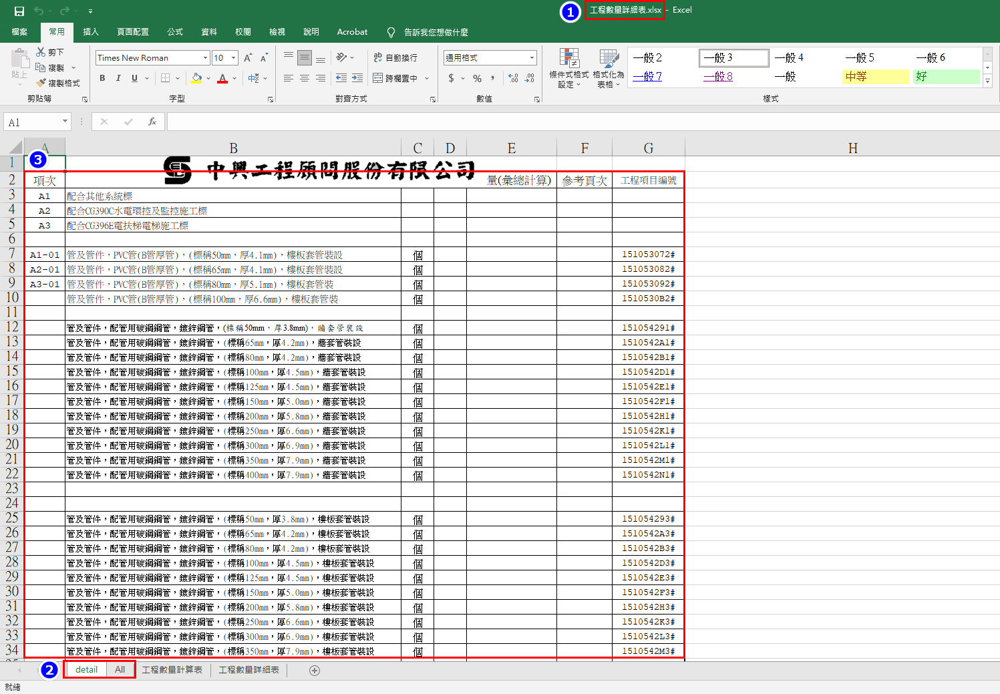 1 工程數量詳細表.xlsx - Excel
檔案 常用 插入 頁面配置 公式 資料 校閱 檢視 說明 Acrobat 告訴我您想做什麼
貼上 剪下 複製 複製格式 剪貼簿
Times New Roman 10 A A B I U A 中 字型
ab 自動換行 跨欄置中 對齊方式
通用格式 $ % , .0 .00 數值
條件式格式設定 格式化為表格
一般 2 一般 3 一般 4 一般 5 一般 6
一般 7 一般 8 一般 中等 好
樣式
A1 fx
A B C D E F G H
1 3 中興工程顧問股份有限公司
2 項次 量(彙總計算) 參考頁次 工程項目編號
3 A1 配合其他系統標
4 A2 配合CG390C水電環控及監控施工標
5 A3 配合CG396E電扶梯電梯施工標
6
7 A1-01 管及管件，PVC管(B管厚管)，(標稱50mm，厚4.1mm)，樓板套管裝設 個 151053072#
8 A2-01 管及管件，PVC管(B管厚管)，(標稱65mm，厚4.1mm)，樓板套管裝設 個 151053082#
9 A3-01 管及管件，PVC管(B管厚管)，(標稱80mm，厚5.1mm)，樓板套管裝 個 151053092#
10 管及管件，PVC管(B管厚管)，(標稱100mm，厚6.6mm)，樓板套管裝 個 1510530B2#
11
12 管及管件，配管用碳鋼鋼管，鍍鋅鋼管，(標稱50mm，厚3.8mm)，牆套管裝設 個 151054291#
13 管及管件，配管用碳鋼鋼管，鍍鋅鋼管，(標稱65mm，厚4.2mm)，牆套管裝設 個 1510542A1#
14 管及管件，配管用碳鋼鋼管，鍍鋅鋼管，(標稱80mm，厚4.2mm)，牆套管裝設 個 1510542B1#
15 管及管件，配管用碳鋼鋼管，鍍鋅鋼管，(標稱100mm，厚4.5mm)，牆套管裝設 個 1510542D1#
16 管及管件，配管用碳鋼鋼管，鍍鋅鋼管，(標稱125mm，厚4.5mm)，牆套管裝設 個 1510542E1#
17 管及管件，配管用碳鋼鋼管，鍍鋅鋼管，(標稱150mm，厚5.0mm)，牆套管裝設 個 1510542F1#
18 管及管件，配管用碳鋼鋼管，鍍鋅鋼管，(標稱200mm，厚5.8mm)，牆套管裝設 個 1510542H1#
19 管及管件，配管用碳鋼鋼管，鍍鋅鋼管，(標稱250mm，厚6.6mm)，牆套管裝設 個 1510542K1#
20 管及管件，配管用碳鋼鋼管，鍍鋅鋼管，(標稱300mm，厚6.9mm)，牆套管裝設 個 1510542L1#
21 管及管件，配管用碳鋼鋼管，鍍鋅鋼管，(標稱350mm，厚7.9mm)，牆套管裝設 個 1510542M1#
22 管及管件，配管用碳鋼鋼管，鍍鋅鋼管，(標稱400mm，厚7.9mm)，牆套管裝設 個 1510542N1#
23
24
25 管及管件，配管用碳鋼鋼管，鍍鋅鋼管，(標稱50mm，厚3.8mm)，樓板套管裝設 個 151054293#
26 管及管件，配管用碳鋼鋼管，鍍鋅鋼管，(標稱65mm，厚4.2mm)，樓板套管裝設 個 1510542A3#
27 管及管件，配管用碳鋼鋼管，鍍鋅鋼管，(標稱80mm，厚4.2mm)，樓板套管裝設 個 1510542B3#
28 管及管件，配管用碳鋼鋼管，鍍鋅鋼管，(標稱100mm，厚4.5mm)，樓板套管裝設 個 1510542D3#
29 管及管件，配管用碳鋼鋼管，鍍鋅鋼管，(標稱125mm，厚4.5mm)，樓板套管裝設 個 1510542E3#
30 管及管件，配管用碳鋼鋼管，鍍鋅鋼管，(標稱150mm，厚5.0mm)，樓板套管裝設 個 1510542F3#
31 管及管件，配管用碳鋼鋼管，鍍鋅鋼管，(標稱200mm，厚5.8mm)，樓板套管裝設 個 1510542H3#
32 管及管件，配管用碳鋼鋼管，鍍鋅鋼管，(標稱250mm，厚6.6mm)，樓板套管裝設 個 1510542K3#
33 管及管件，配管用碳鋼鋼管，鍍鋅鋼管，(標稱300mm，厚6.9mm)，樓板套管裝設 個 1510542L3#
34 管及管件，配管用碳鋼鋼管，鍍鋅鋼管，(標稱350mm，厚7.9mm)，樓板套管裝設 個 1510542M3#
2 detail All 工程數量計算表 工程數量詳細表
就緒